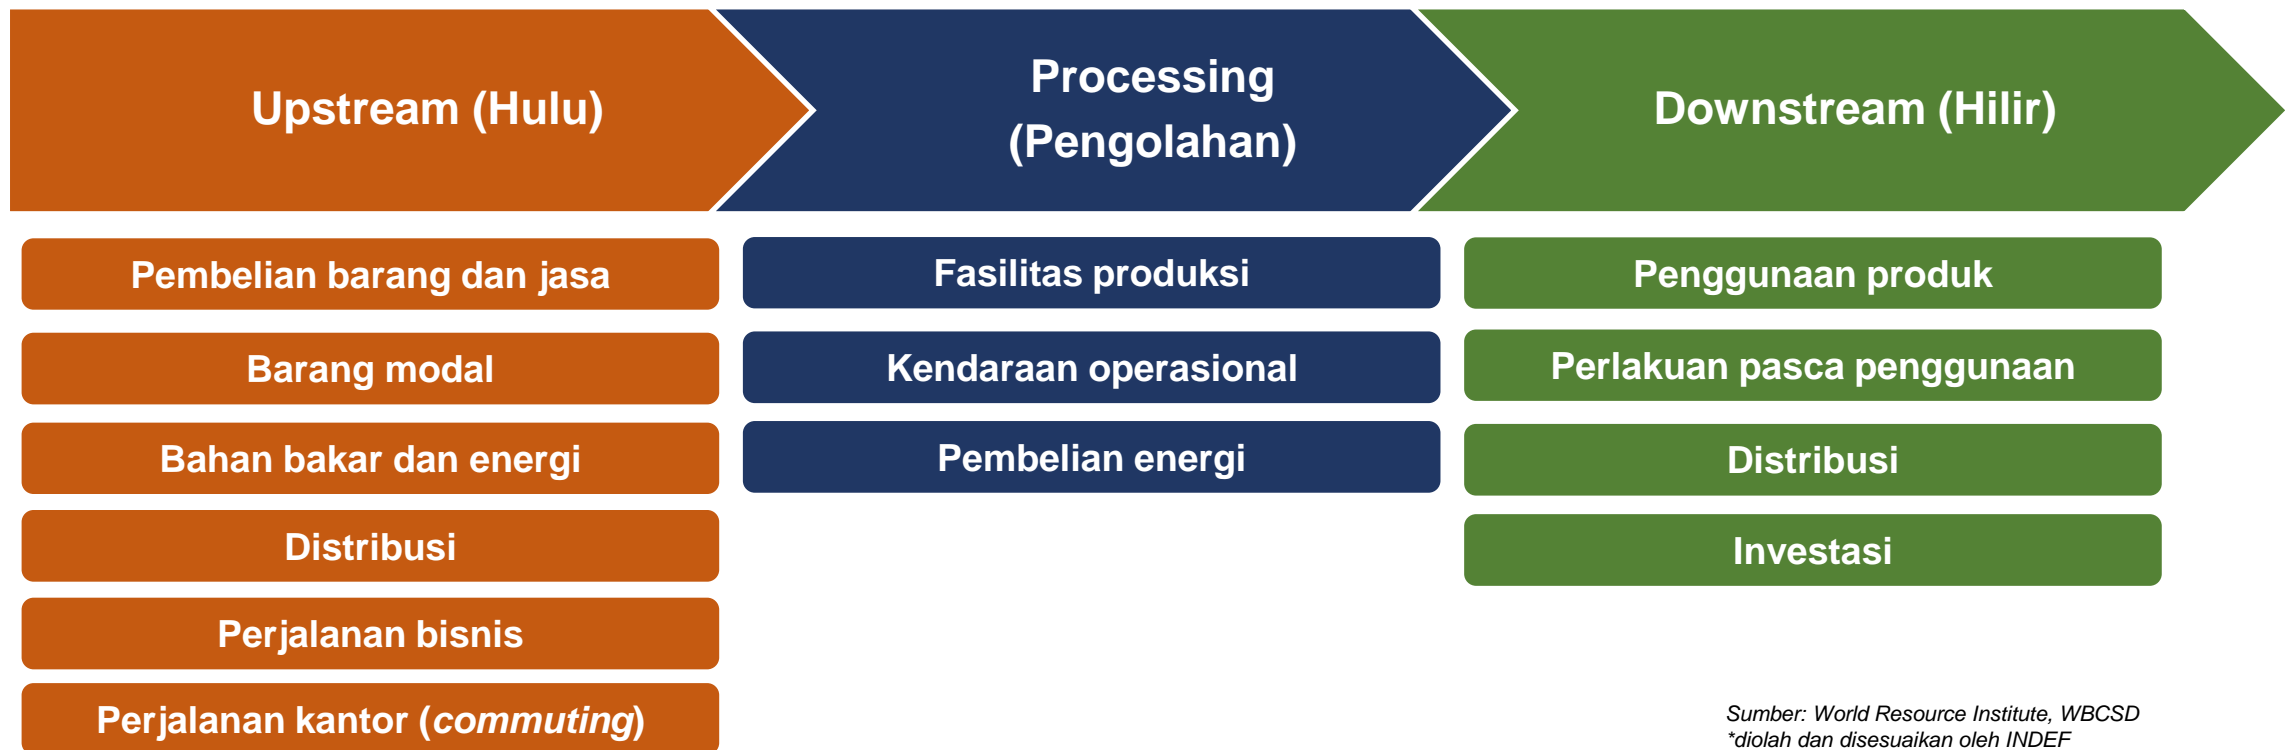 Upstream (Hulu)
Processing
(Pengolahan)
Downstream (Hilir)
Pembelian barang dan jasa
Barang modal
Bahan bakar dan energi
Distribusi
Perjalanan bisnis
Perjalanan kantor (commuting)
Fasilitas produksi
Kendaraan operasional
Pembelian energi
Penggunaan produk
Perlakuan pasca penggunaan
Distribusi
Investasi
Sumber: World Resource Institute, WBCSD
*diolah dan disesuaikan oleh INDEF